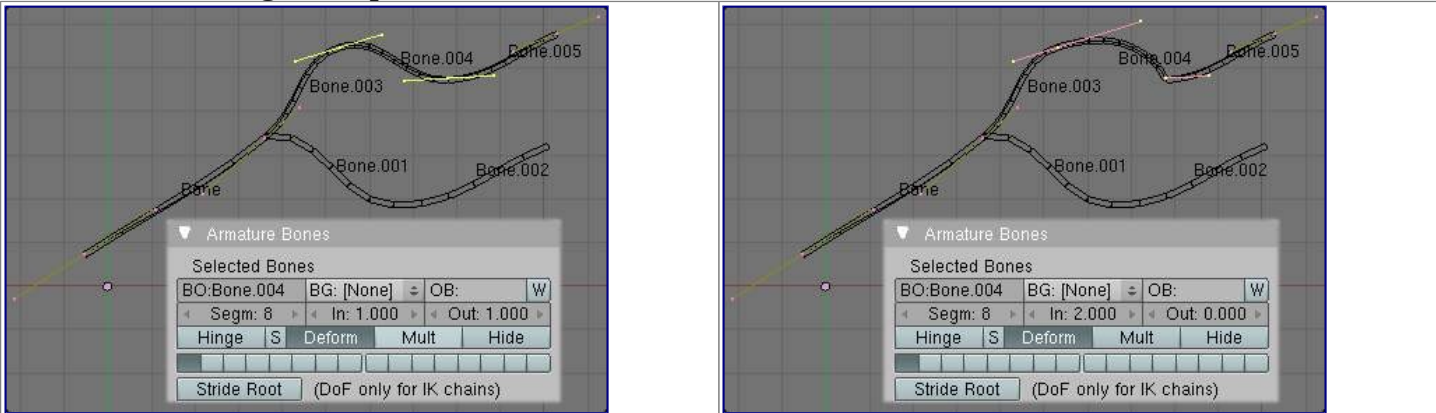 Bone.004
Bone.005
Bone.003
Bone.001
Bone.002
Bone
Armature Bones
Selected Bones
BO:Bone.004 BG: [None] OB: W
Segm: 8 In: 1.000 Out: 1.000
Hinge S Deform Mult Hide
Stride Root (DoF only for IK chains)
Bone.004
Bone.005
Bone.003
Bone.001
Bone.002
Bone
Armature Bones
Selected Bones
BO:Bone.004 BG: [None] OB: W
Segm: 8 In: 2.000 Out: 0.000
Hinge S Deform Mult Hide
Stride Root (DoF only for IK chains)